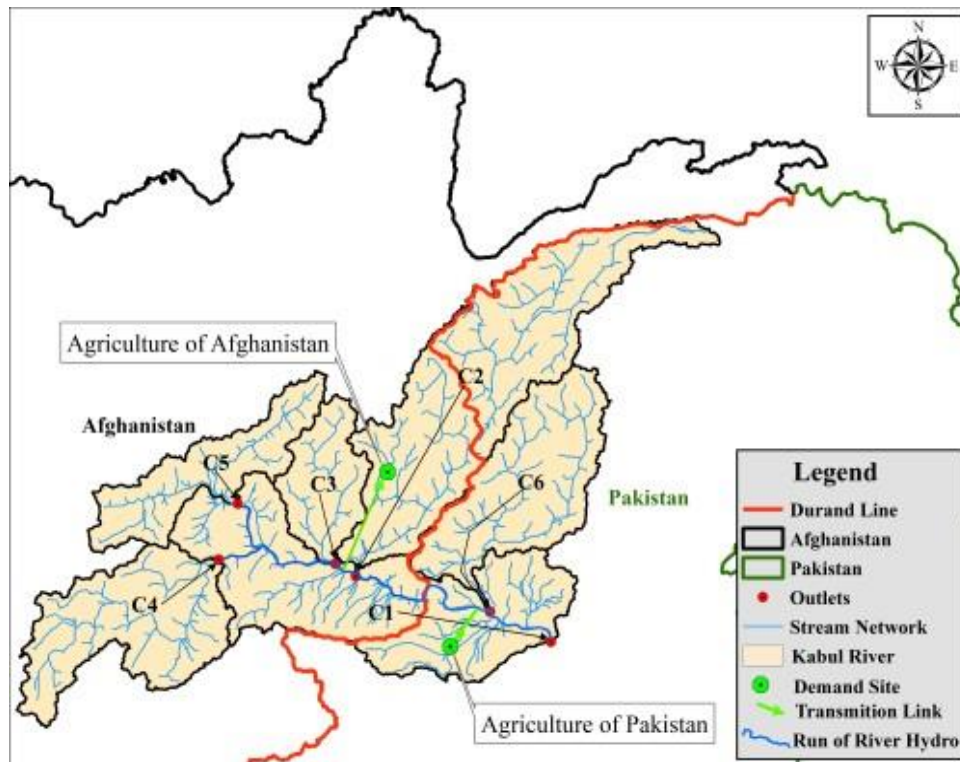 N
W E
S
Agriculture of Afghanistan
C2
Afghanistan
C5
C3
C6
Pakistan
C4
C1
Agriculture of Pakistan
Legend
Durand Line
Afghanistan
Pakistan
Outlets
Stream Network
Kabul River
Demand Site
Transmition Link
Run of River Hydro